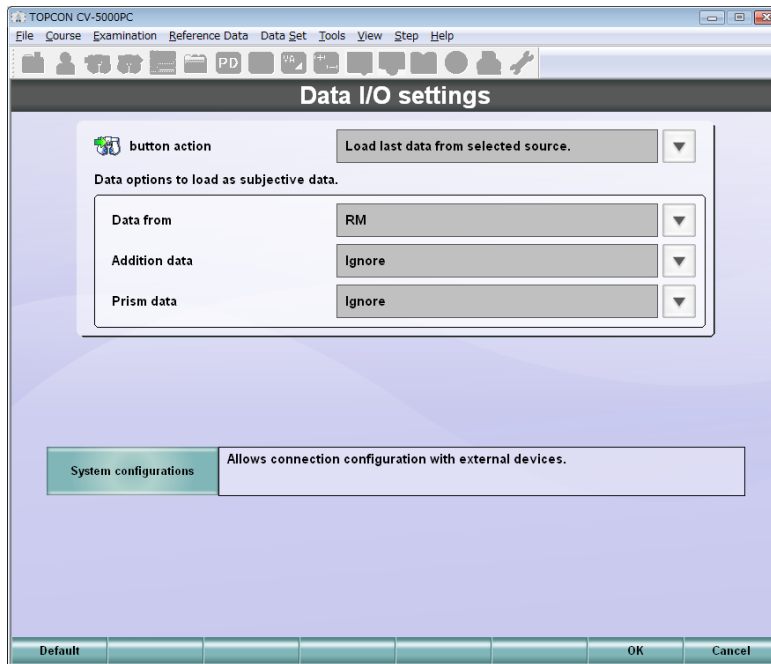 TOPCON CV-5000PC
File Course Examination Reference Data Data Set Tools View Step Help
PD VA
Data I/O settings
button action Load last data from selected source.
Data options to load as subjective data.
Data from RM
Addition data Ignore
Prism data Ignore
System configurations Allows connection configuration with external devices.
Default OK Cancel